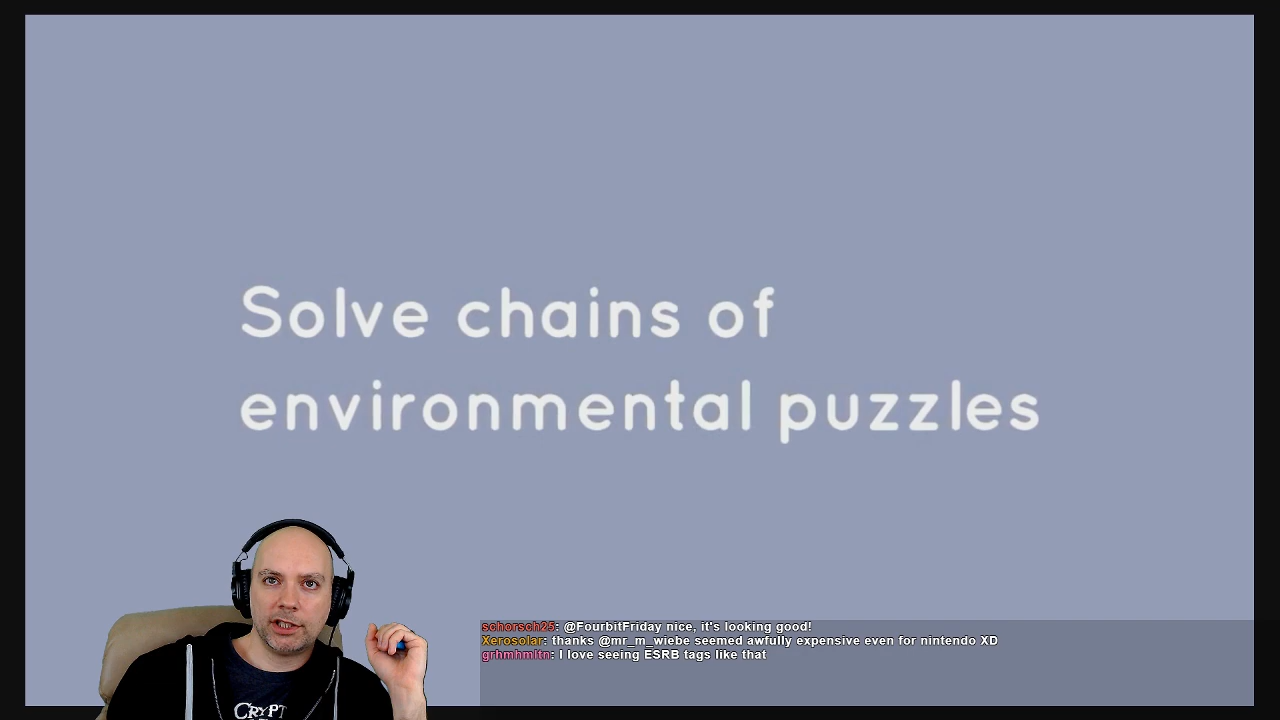 Solve chains of
environmental puzzles
schorsch25: @FourbitFriday nice, it's looking good!
Xerosolar: thanks @mr_m_wiebe seemed awfully expensive even for nintendo XD
grhmhmltn: I love seeing ESRB tags like that
CRYPT